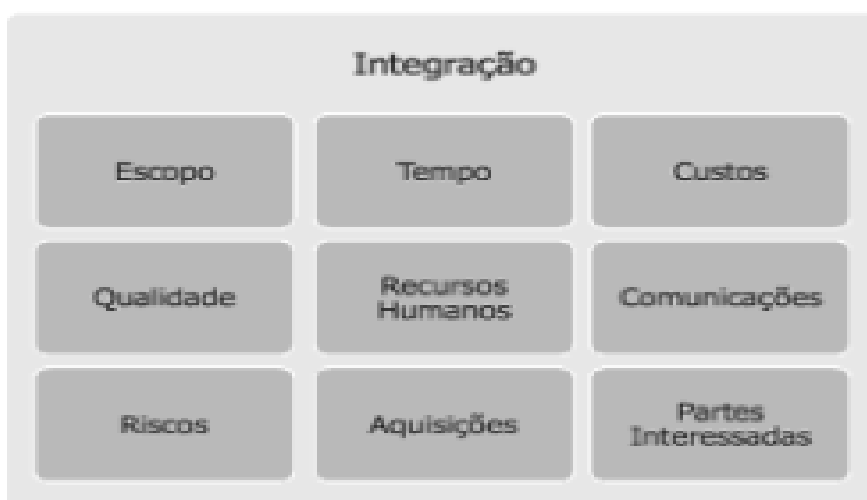 Integração
Escopo
Tempo
Custos
Qualidade
Recursos
Humanos
Comunicações
Riscos
Aquisições
Partes
Interessadas